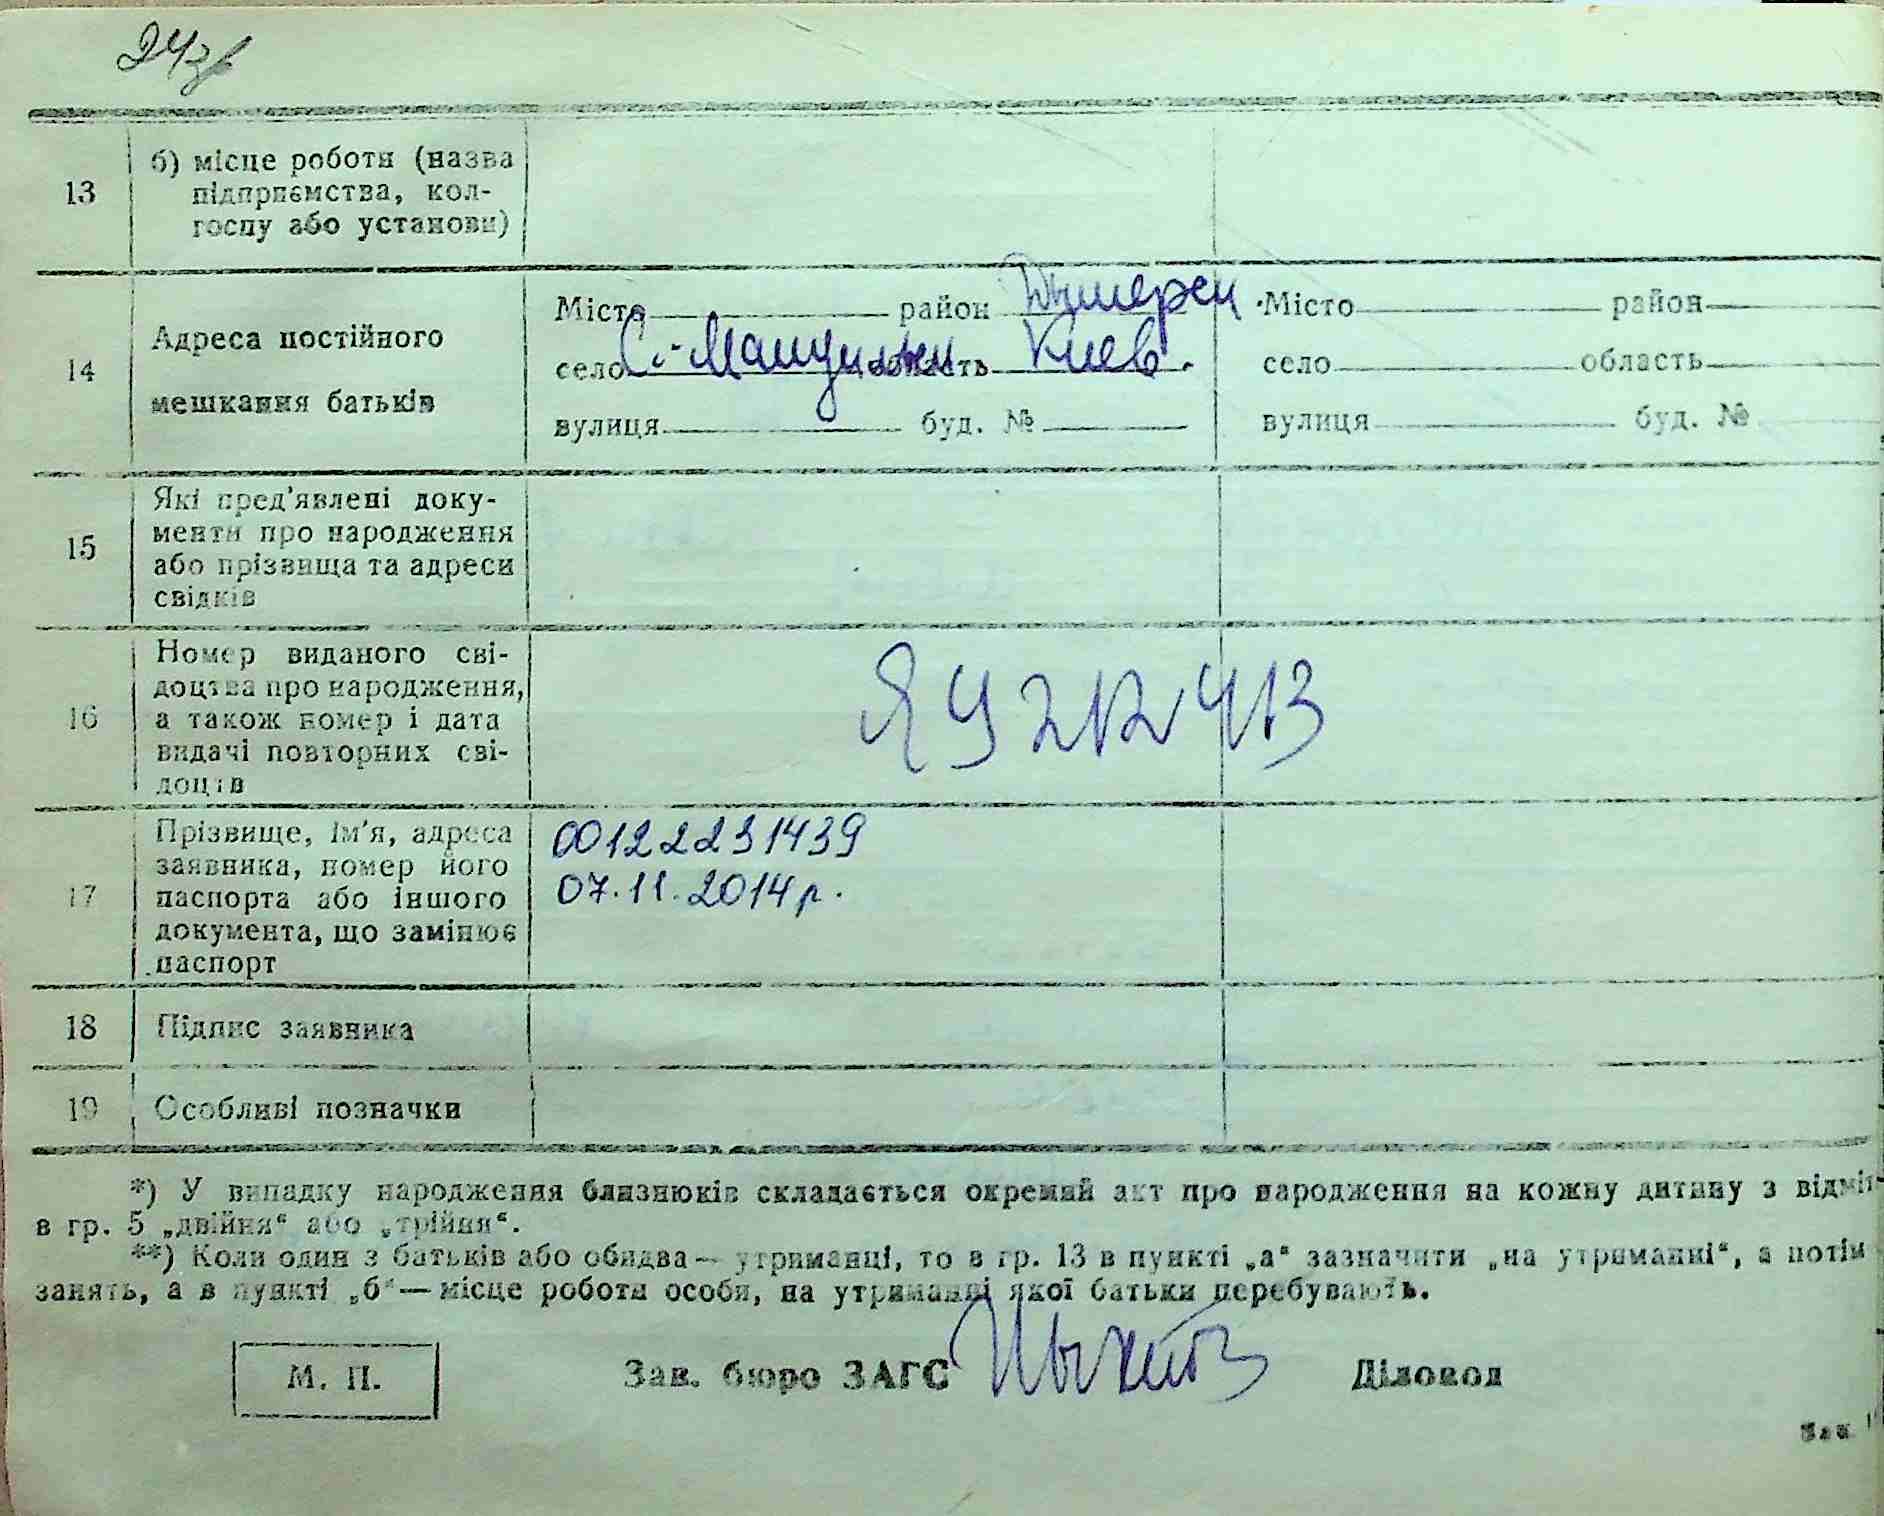 24зв
13
б) місце роботи (назва
підприємства, кол-
госпу або установи)
14
Адреса постійного
мешкання батьків
Місто район Дымерск
село С. Мащун область Киев.
вулиця буд. №
Місто район
село область
вулиця буд. №
15
Які пред'явлені доку-
менти про народження
або прізвища та адреси
свідків
16
Номер виданого сві-
доцтва про народження,
а також номер і дата
видачі повторних сві-
доцтв
ЯУ 212413
17
Прізвище, ім'я, адреса
заявника, номер його
паспорта або іншого
документа, що замінює
паспорт
00122231439
07.11.2014 р.
18
Підпис заявника
19
Особливі позначки
*) У випадку народження близнюків складається окремий акт про народження на кожну дитину з відміт-
в гр. 5 „двійня“ або „трійня“.
**) Коли один з батьків або обидва — утриманці, то в гр. 13 в пункті „а“ зазначити „на утриманні“, а потім
занять, а в пункті „б“ — місце роботи особи, на утриманні якої батьки перебувають.
М. П.
Зав. бюро ЗАГС
Діловод
Зак.